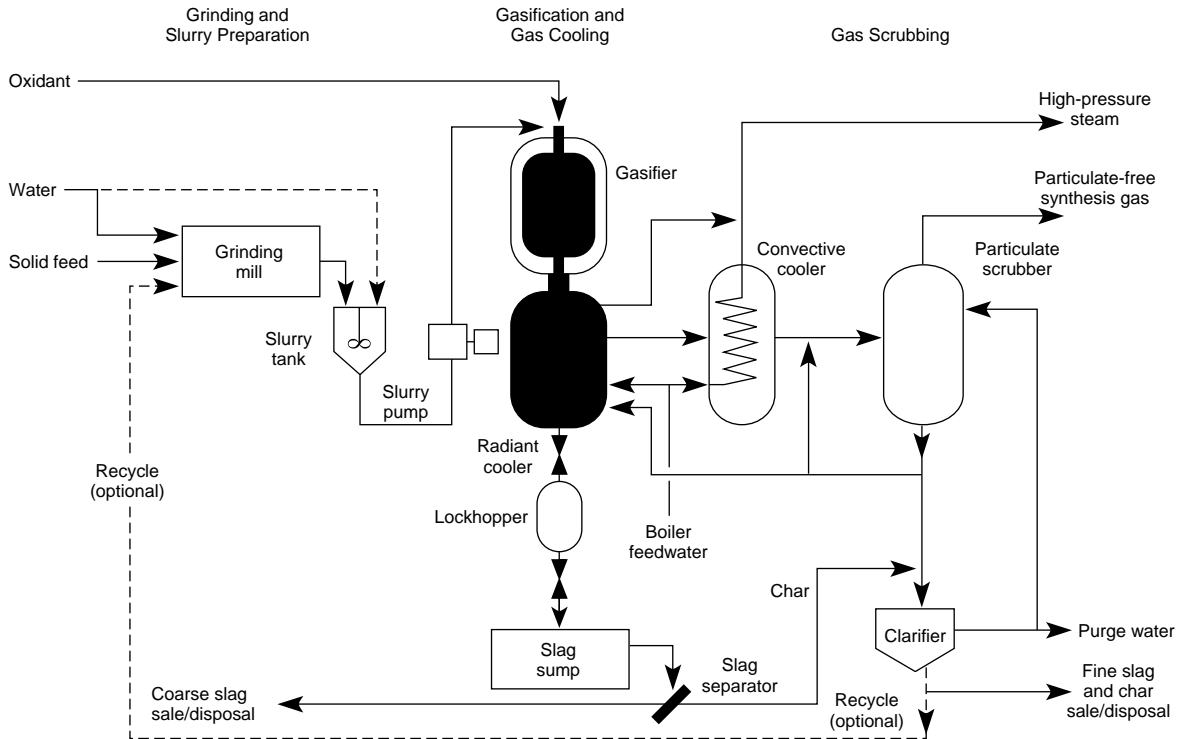 Grinding and
Slurry Preparation
Gasification and
Gas Cooling
Gas Scrubbing
Oxidant
High-pressure
steam
Gasifier
Water
Particulate-free
synthesis gas
Solid feed
Grinding
mill
Convective
cooler
Particulate
scrubber
Slurry
tank
Slurry
pump
Radiant
cooler
Recycle
(optional)
Lockhopper
Boiler
feedwater
Char
Clarifier
Purge water
Slag
sump
Slag
separator
Coarse slag
sale/disposal
Recycle
(optional)
Fine slag
and char
sale/disposal